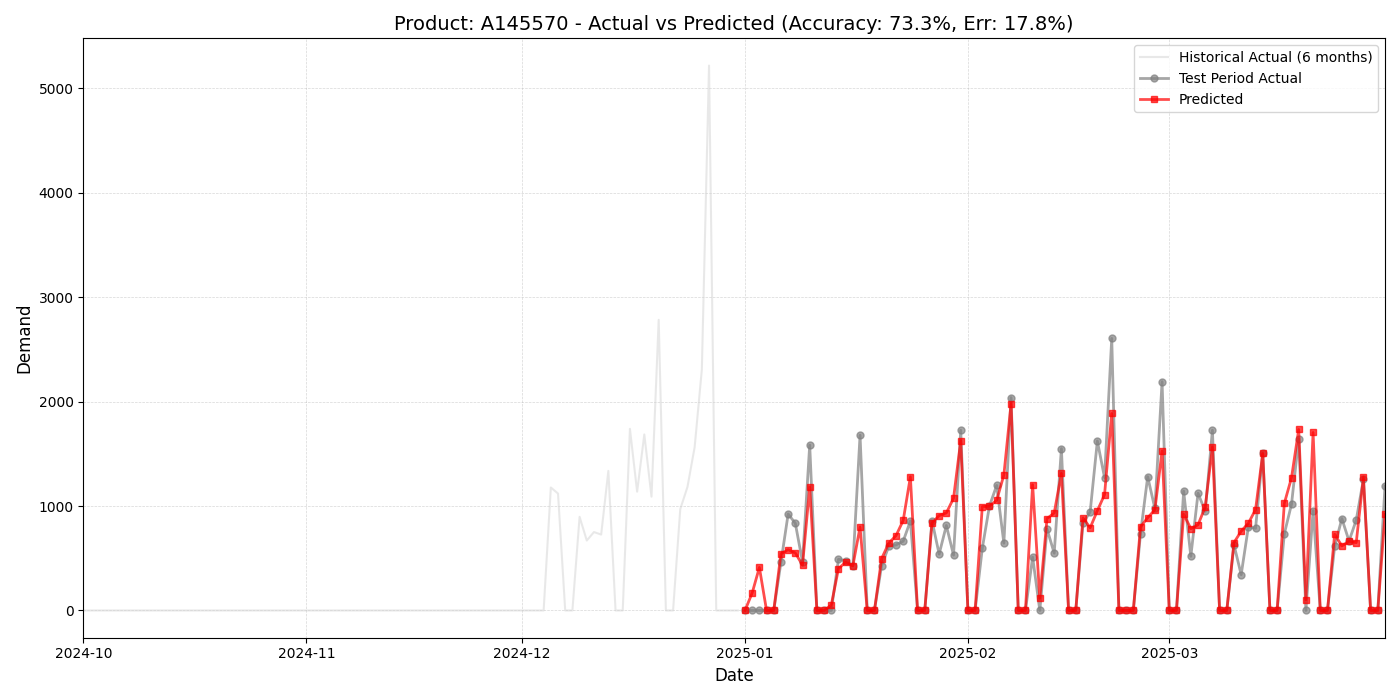 Product: A145570 - Actual vs Predicted (Accuracy: 73.3%, Err: 17.8%)
Historical Actual (6 months)
Test Period Actual
Predicted
Demand
5000
4000
3000
2000
1000
0
2024-10
2024-11
2024-12
2025-01
2025-02
2025-03
Date